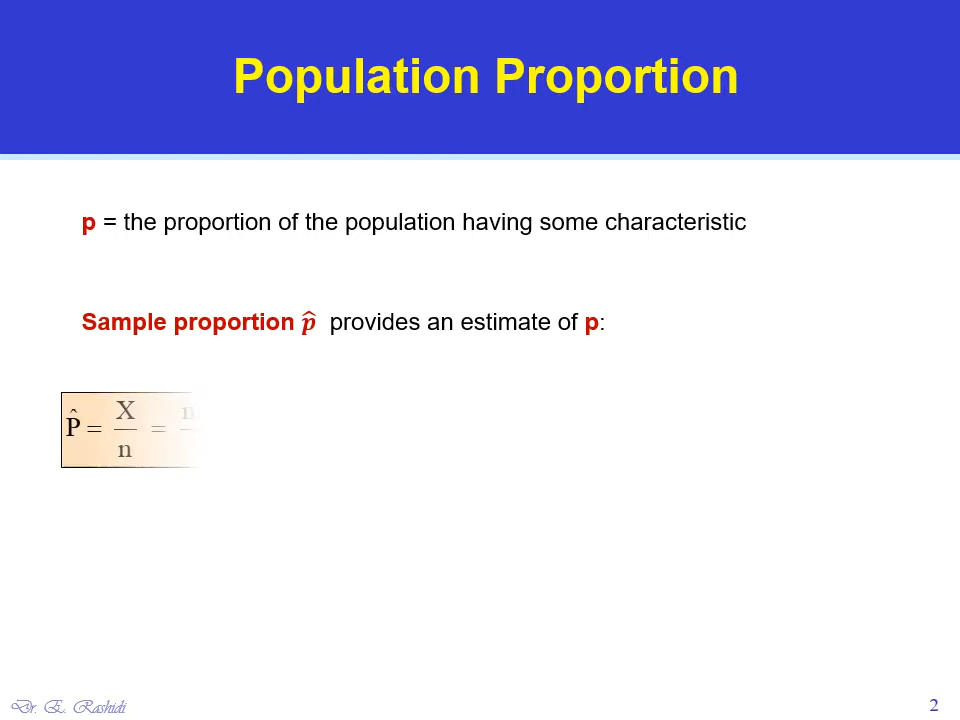 Population Proportion
p = the proportion of the population having some characteristic
Sample proportion p̂ provides an estimate of p:
P̂ = X/n =
Dr. E. Rashidi
2